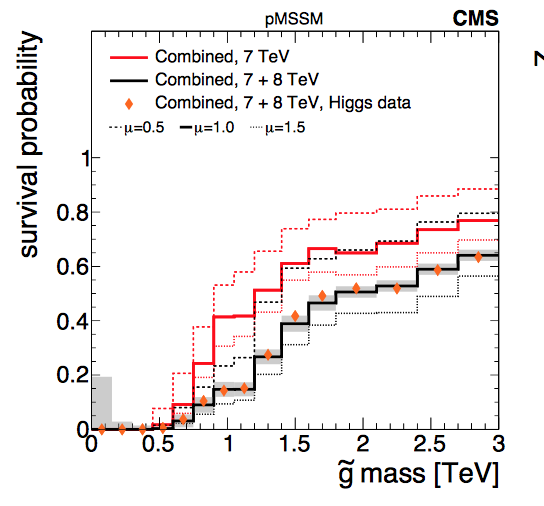 pMSSM CMS
survival probability
Combined, 7 TeV
Combined, 7 + 8 TeV
Combined, 7 + 8 TeV, Higgs data
μ=0.5 μ=1.0 μ=1.5
1
0.8
0.6
0.4
0.2
0
0 0.5 1 1.5 2 2.5 3
g̃ mass [TeV]